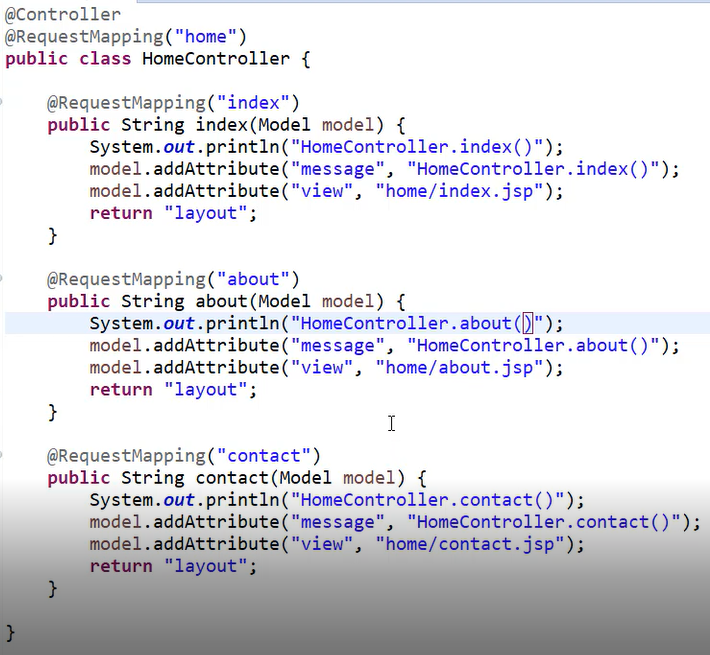 @Controller
@RequestMapping("home")
public class HomeController {
@RequestMapping("index")
public String index(Model model) {
System.out.println("HomeController.index()");
model.addAttribute("message", "HomeController.index()");
model.addAttribute("view", "home/index.jsp");
return "layout";
}
@RequestMapping("about")
public String about(Model model) {
System.out.println("HomeController.about()");
model.addAttribute("message", "HomeController.about()");
model.addAttribute("view", "home/about.jsp");
return "layout";
}
@RequestMapping("contact")
public String contact(Model model) {
System.out.println("HomeController.contact()");
model.addAttribute("message", "HomeController.contact()");
model.addAttribute("view", "home/contact.jsp");
return "layout";
}
}